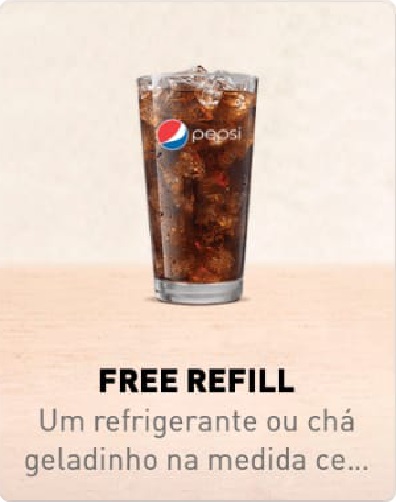 pepsi
FREE REFILL
Um refrigerante ou chá
geladinho na medida ce...